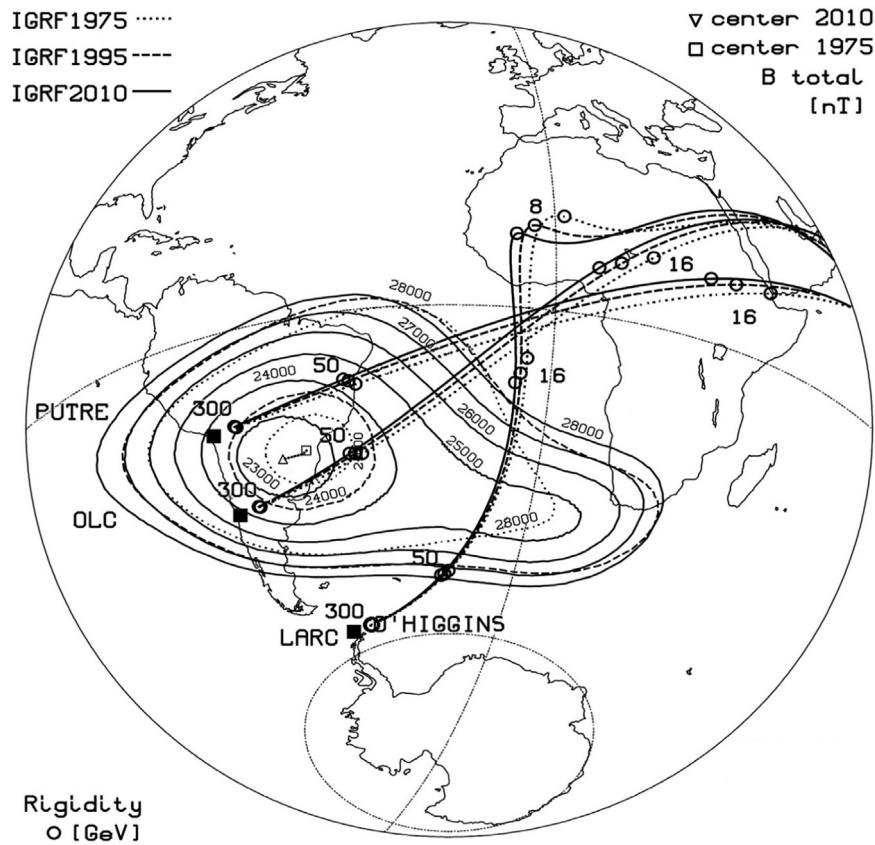 IGRF1975
IGRF1995
IGRF2010
center 2010
center 1975
B total
[nT]
8
16
16
28000
27000
50
24000
16
PUTRE
300
26000
28000
50
25000
23000
300
24000
OLC
28000
50
300
O'HIGGINS
LARC
Rigidity
[GeV]